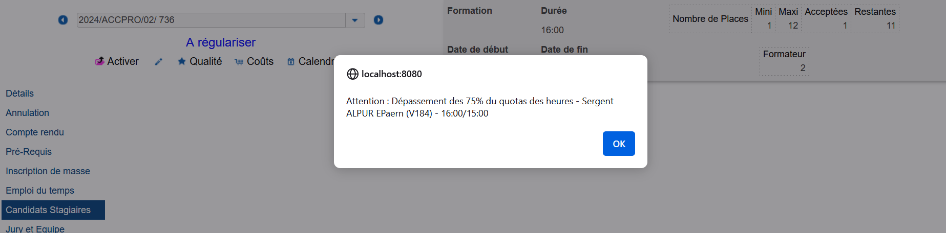 2024/ACCPRO/02/ 736
A régulariser
Activer
Qualité
Coûts
Calendr
Formation
Durée
16:00
Date de début
Date de fin
Nombre de Places
Mini
Maxi
Acceptées
Restantes
1
12
1
11
Formateur
2
localhost:8080
Attention : Dépassement des 75% du quotas des heures - Sergent
ALPUR EPaern (V184) - 16:00/15:00
OK
Détails
Annulation
Compte rendu
Pré-Requis
Inscription de masse
Emploi du temps
Candidats Stagiaires
Jury et Equipe